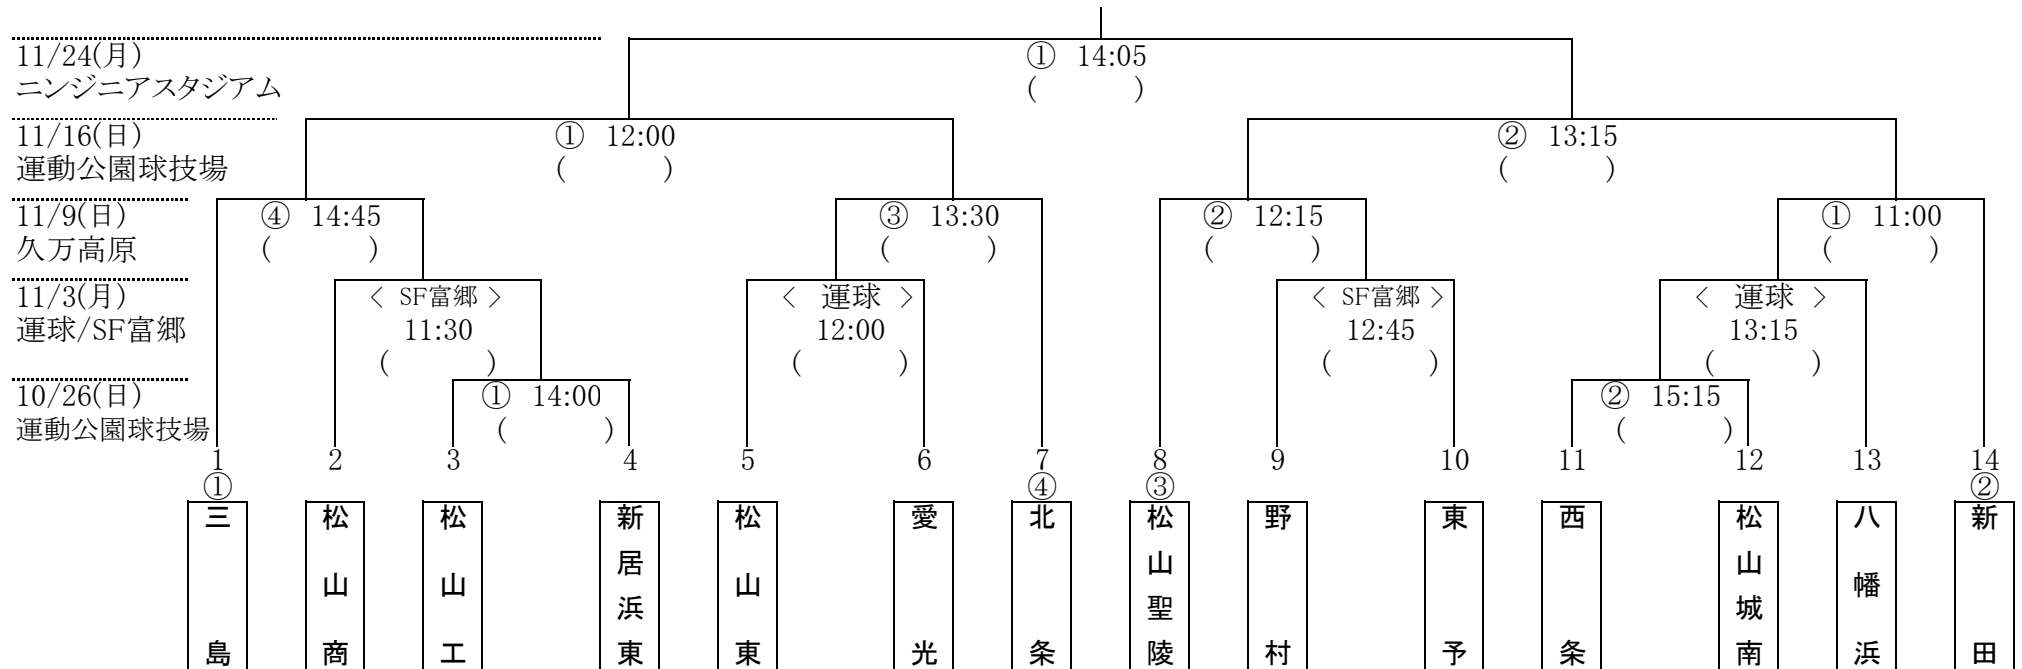 11/24(月)
ニンジニアスタジアム
① 14:05
(  )
11/16(日)
運動公園球技場
① 12:00
(  )
② 13:15
(  )
11/9(日)
久万高原
④ 14:45
(  )
③ 13:30
(  )
② 12:15
(  )
① 11:00
(  )
11/3(月)
運球/SF富郷
〈 SF富郷 〉
11:30
(  )
〈 運球 〉
12:00
(  )
〈 SF富郷 〉
12:45
(  )
〈 運球 〉
13:15
(  )
10/26(日)
運動公園球技場
① 14:00
(  )
② 15:15
(  )
1 2 3 4 5 6 7 8 9 10 11 12 13 14
① ④ ③ ②
三島
松山商
松山工
新居浜東
松山東
愛光
北条
松山聖陵
野村
東予
西条
松山城南
八幡浜
新田